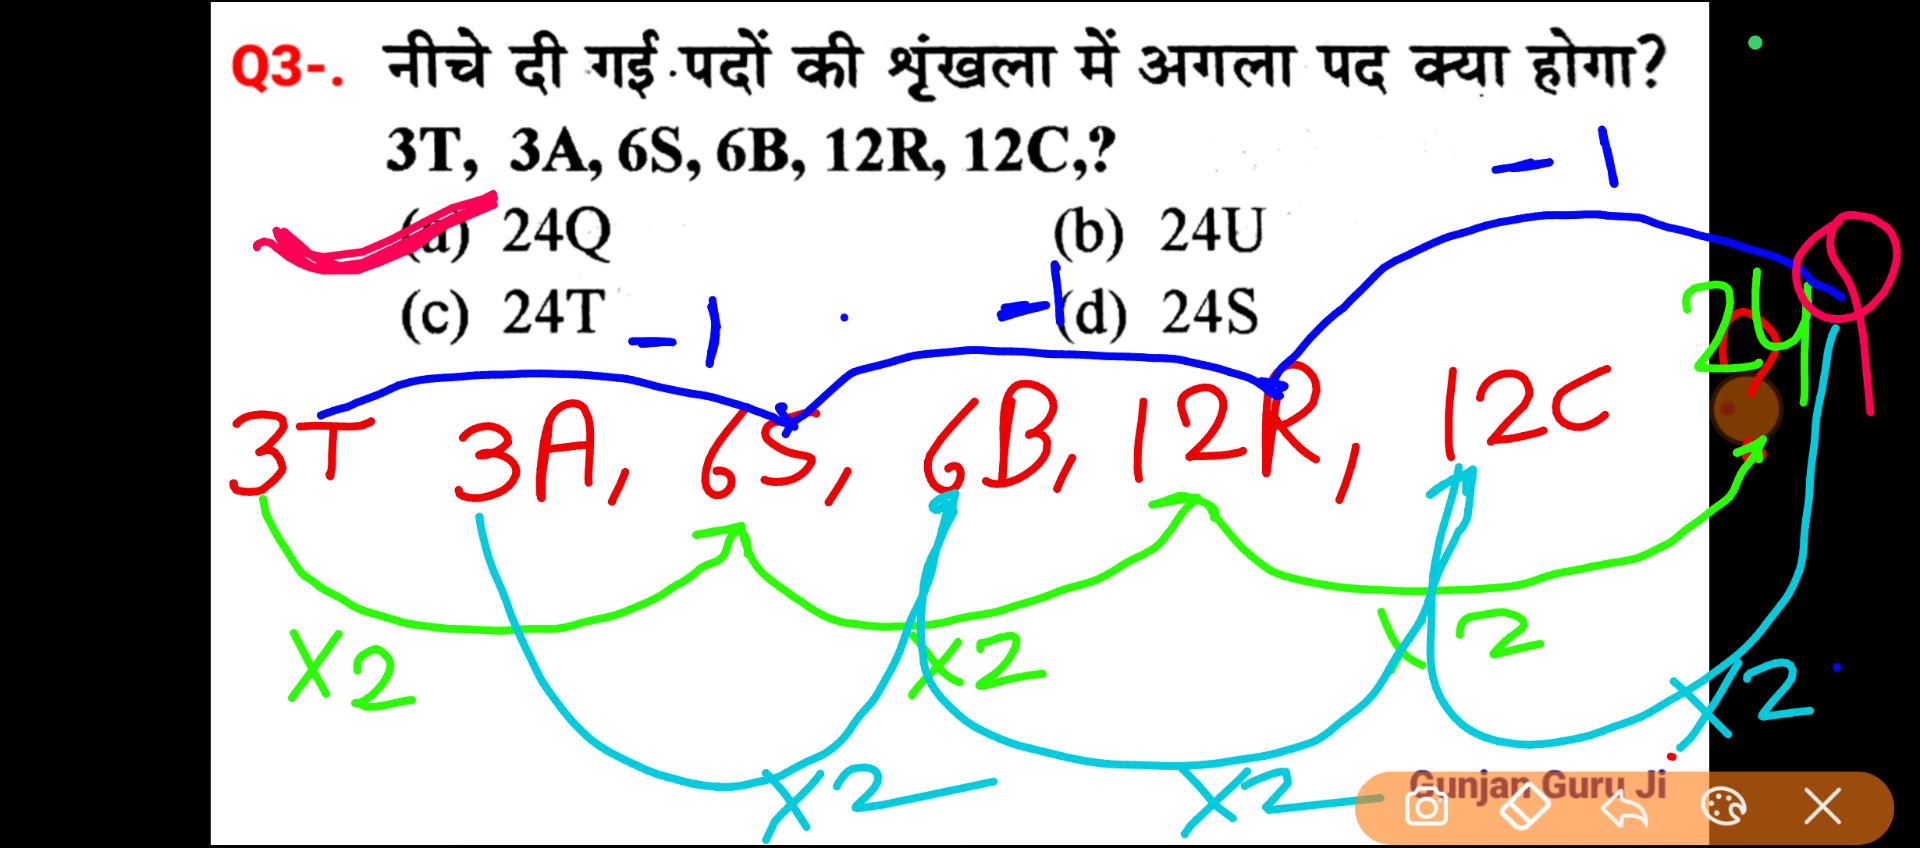 Q3-. नीचे दी गई पदों की शृंखला में अगला पद क्या होगा?
3T, 3A, 6S, 6B, 12R, 12C,?
(a) 24Q (b) 24U
(c) 24T (d) 24S
-1 -1 -1
3T 3A, 6S, 6B, 12R, 12C ? 24Q
X2 X2 X2
X2 X2 X2
Gunjan Guru Ji